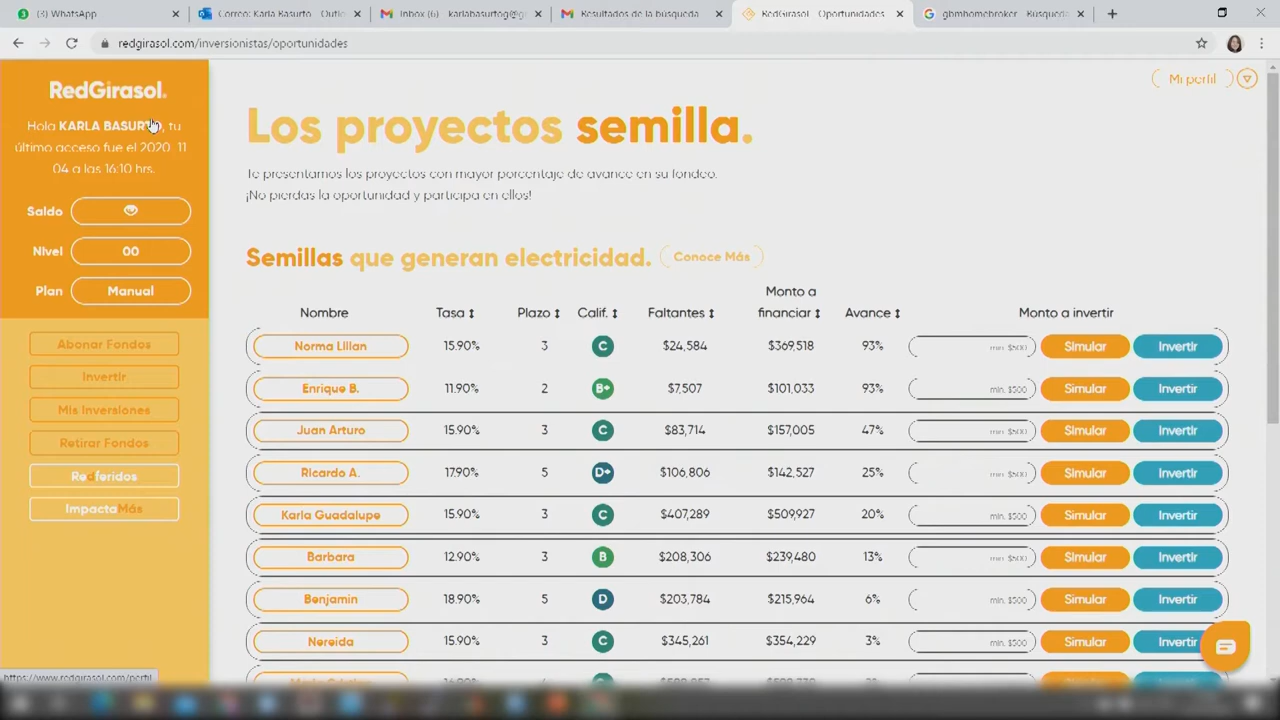 (3) WhatsApp
Correo: Karla Basurto - Outlo
Inbox (6) - karlabasurtog@g
Resultados de la búsqueda
RedGirasol - Oportunidades
gbmhomebroker - Búsqueda
redgirasol.com/inversionistas/oportunidades
RedGirasol.
Hola KARLA BASURTO, tu
último acceso fue el 2020 11
04 a las 16:10 hrs.
Saldo
Nivel 00
Plan Manual
Abonar Fondos
Invertir
Mis Inversiones
Retirar Fondos
Redferidos
ImpactaMás
Mi perfil
Los proyectos semilla.
Te presentamos los proyectos con mayor porcentaje de avance en su fondeo.
¡No pierdas la oportunidad y participa en ellos!
Semillas que generan electricidad. Conoce Más
Nombre Tasa Plazo Calif. Faltantes Monto a financiar Avance Monto a invertir
Norma Lilian 15.90% 3 C $24,584 $369,518 93% min. $500 Simular Invertir
Enrique B. 11.90% 2 B+ $7,507 $101,033 93% min. $500 Simular Invertir
Juan Arturo 15.90% 3 C $83,714 $157,005 47% min. $500 Simular Invertir
Ricardo A. 17.90% 5 D+ $106,806 $142,527 25% min. $500 Simular Invertir
Karla Guadalupe 15.90% 3 C $407,289 $509,927 20% min. $500 Simular Invertir
Barbara 12.90% 3 B $208,306 $239,480 13% min. $500 Simular Invertir
Benjamin 18.90% 5 D $203,784 $215,964 6% min. $500 Simular Invertir
Nereida 15.90% 3 C $345,261 $354,229 3% min. $500 Simular Invertir
https://www.redgirasol.com/perfil